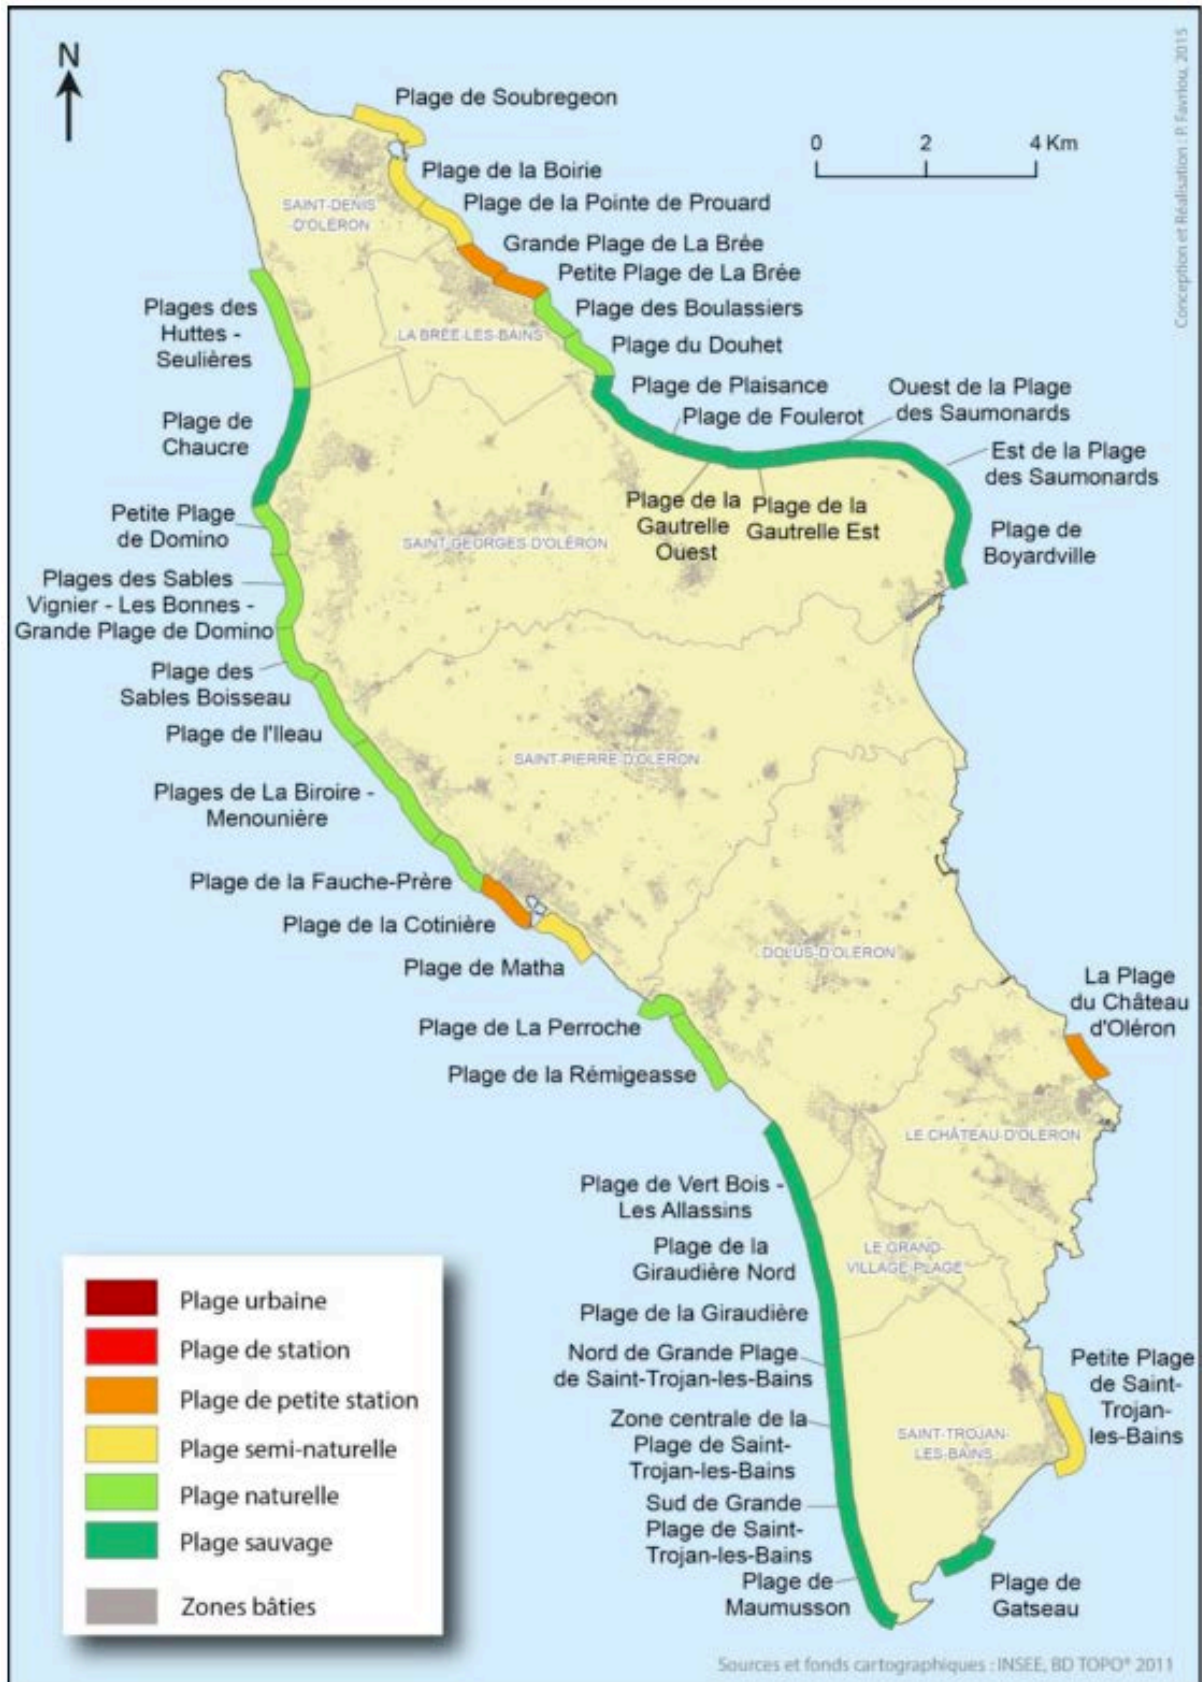 N
Conception et Réalisation : P. Favriou, 2015
0 2 4 Km
Plage de Soubregeon
Plage de la Boirie
Plage de la Pointe de Prouard
Grande Plage de La Brée
Petite Plage de La Brée
Plage des Boulassiers
Plage du Douhet
Plage de Plaisance
Plage de Foulerot
Ouest de la Plage
des Saumonards
Est de la Plage
des Saumonards
Plage de la
Gautrelle
Ouest
Plage de la
Gautrelle Est
Plage de
Boyardville
SAINT-DENIS
-D'OLÉRON
LA BRÉE-LES-BAINS
SAINT-GEORGES D'OLÉRON
SAINT-PIERRE-D'OLERON
DOLUS-D'OLERON
LE CHÂTEAU-D'OLERON
LE GRAND-
VILLAGE-PLAGE
SAINT-TROJAN-
LES-BAINS
Plages des
Huttes -
Seulières
Plage de
Chaucre
Petite Plage
de Domino
Plages des Sables
Vignier - Les Bonnes -
Grande Plage de Domino
Plage des
Sables Boisseau
Plage de l'Ileau
Plages de La Biroire -
Menounière
Plage de la Fauche-Prère
Plage de la Cotinière
Plage de Matha
Plage de La Perroche
Plage de la Rémigeasse
La Plage
du Château
d'Oléron
Plage de Vert Bois -
Les Allassins
Plage de la
Giraudière Nord
Plage de la Giraudière
Nord de Grande Plage
de Saint-Trojan-les-Bains
Zone centrale de la
Plage de Saint-
Trojan-les-Bains
Sud de Grande
Plage de Saint-
Trojan-les-Bains
Plage de
Maumusson
Petite Plage
de Saint-
Trojan-
les-Bains
Plage de
Gatseau
Plage urbaine
Plage de station
Plage de petite station
Plage semi-naturelle
Plage naturelle
Plage sauvage
Zones bâties
Sources et fonds cartographiques : INSEE, BD TOPO® 2011